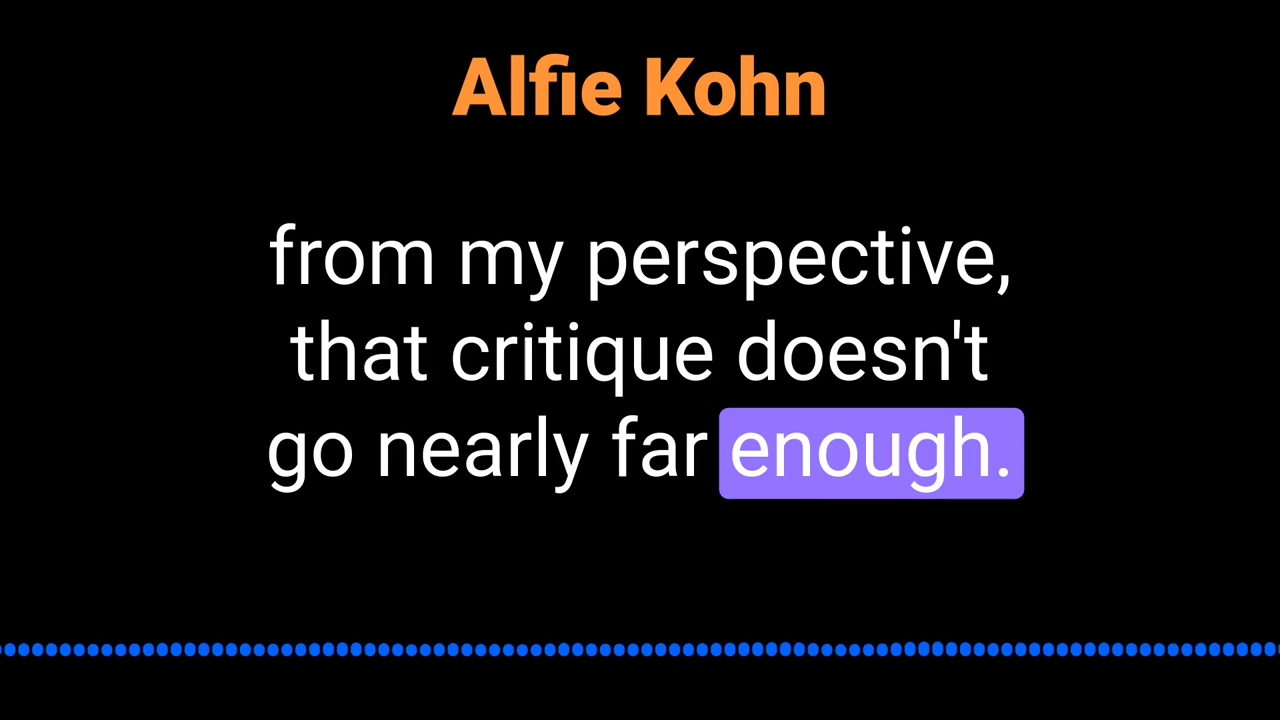 Alfie Kohn
from my perspective,
that critique doesn't
go nearly far enough.